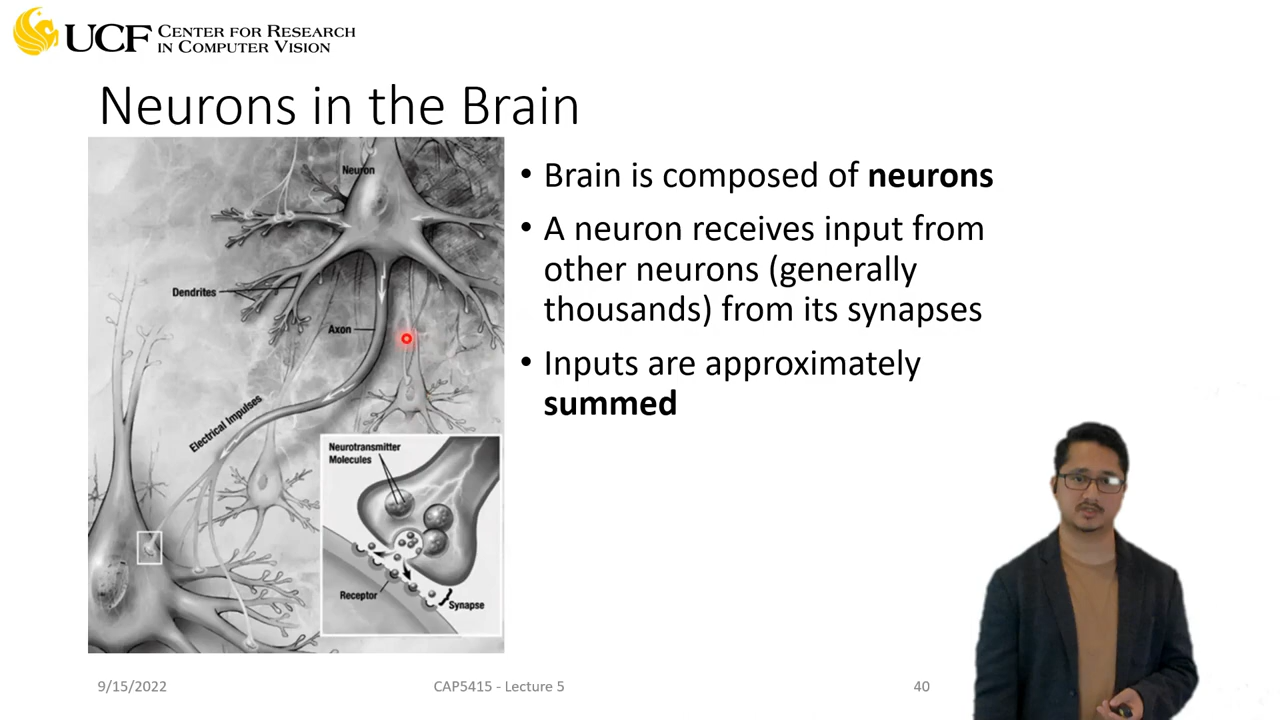 UCF CENTER FOR RESEARCH
IN COMPUTER VISION
Neurons in the Brain
Neuron
Dendrites
Axon
Electrical Impulses
Neurotransmitter
Molecules
Receptor
Synapse
• Brain is composed of neurons
• A neuron receives input from
other neurons (generally
thousands) from its synapses
• Inputs are approximately
summed
9/15/2022
CAP5415 - Lecture 5
40